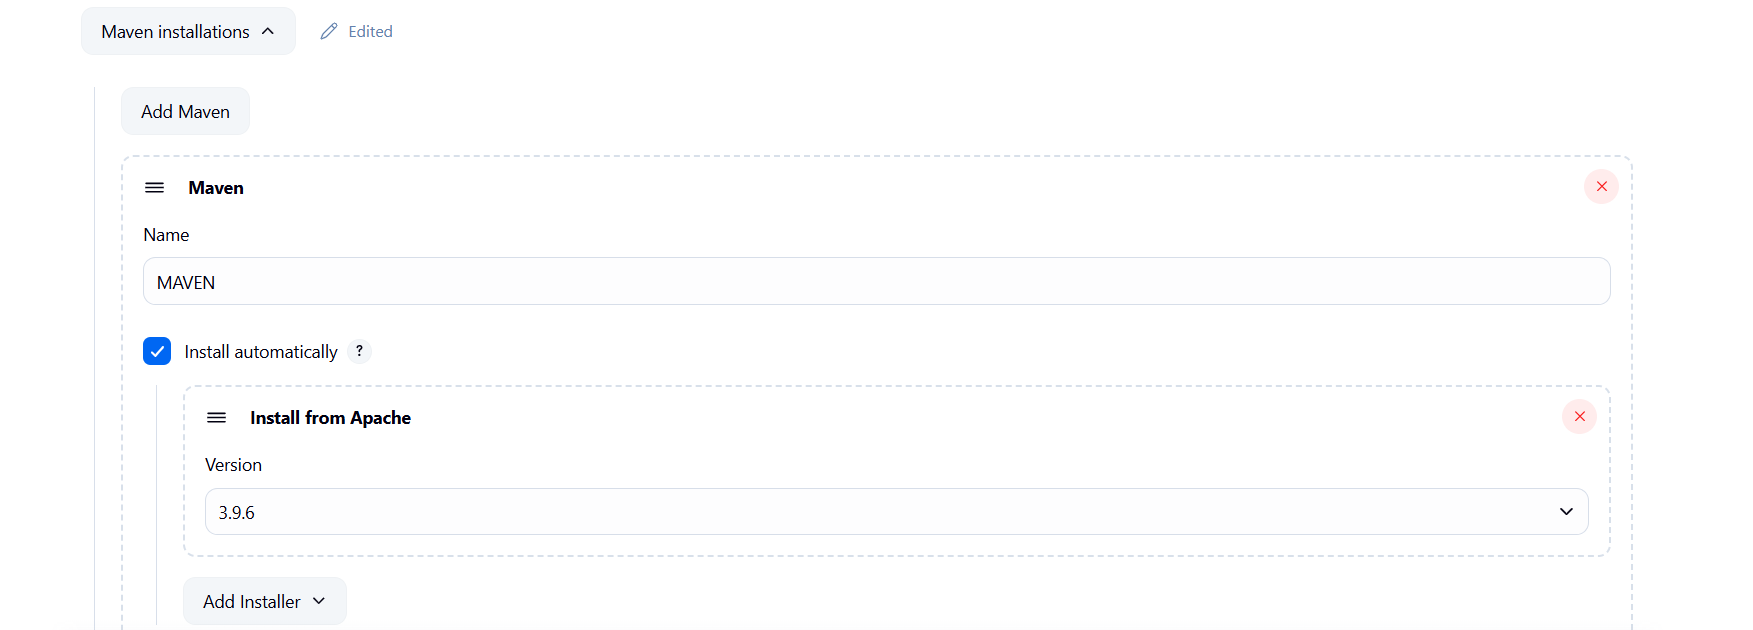 Maven installations
Edited
Add Maven
Maven
Name
MAVEN
Install automatically ?
Install from Apache
Version
3.9.6
Add Installer